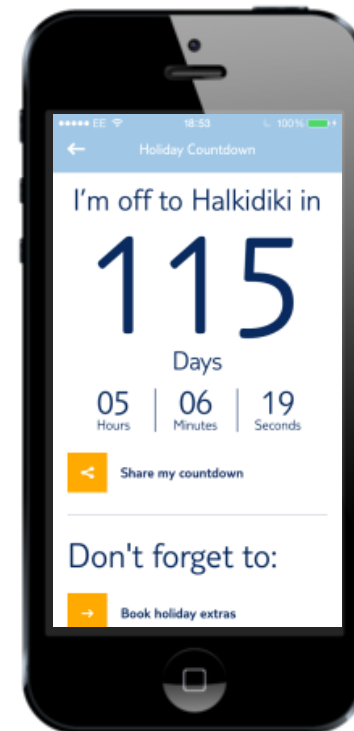 EE 18:53 100%
Holiday Countdown
I'm off to Halkidiki in
115
Days
05 06 19
Hours Minutes Seconds
Share my countdown
Don't forget to:
Book holiday extras